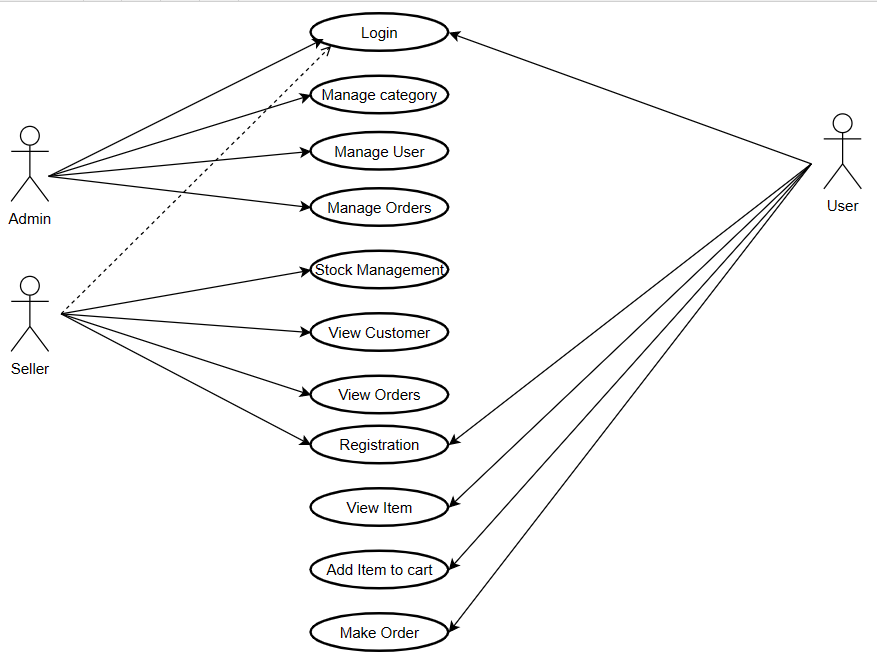 Login
Manage category
Manage User
Admin
Manage Orders
User
Stock Management
View Customer
Seller
View Orders
Registration
View Item
Add Item to cart
Make Order